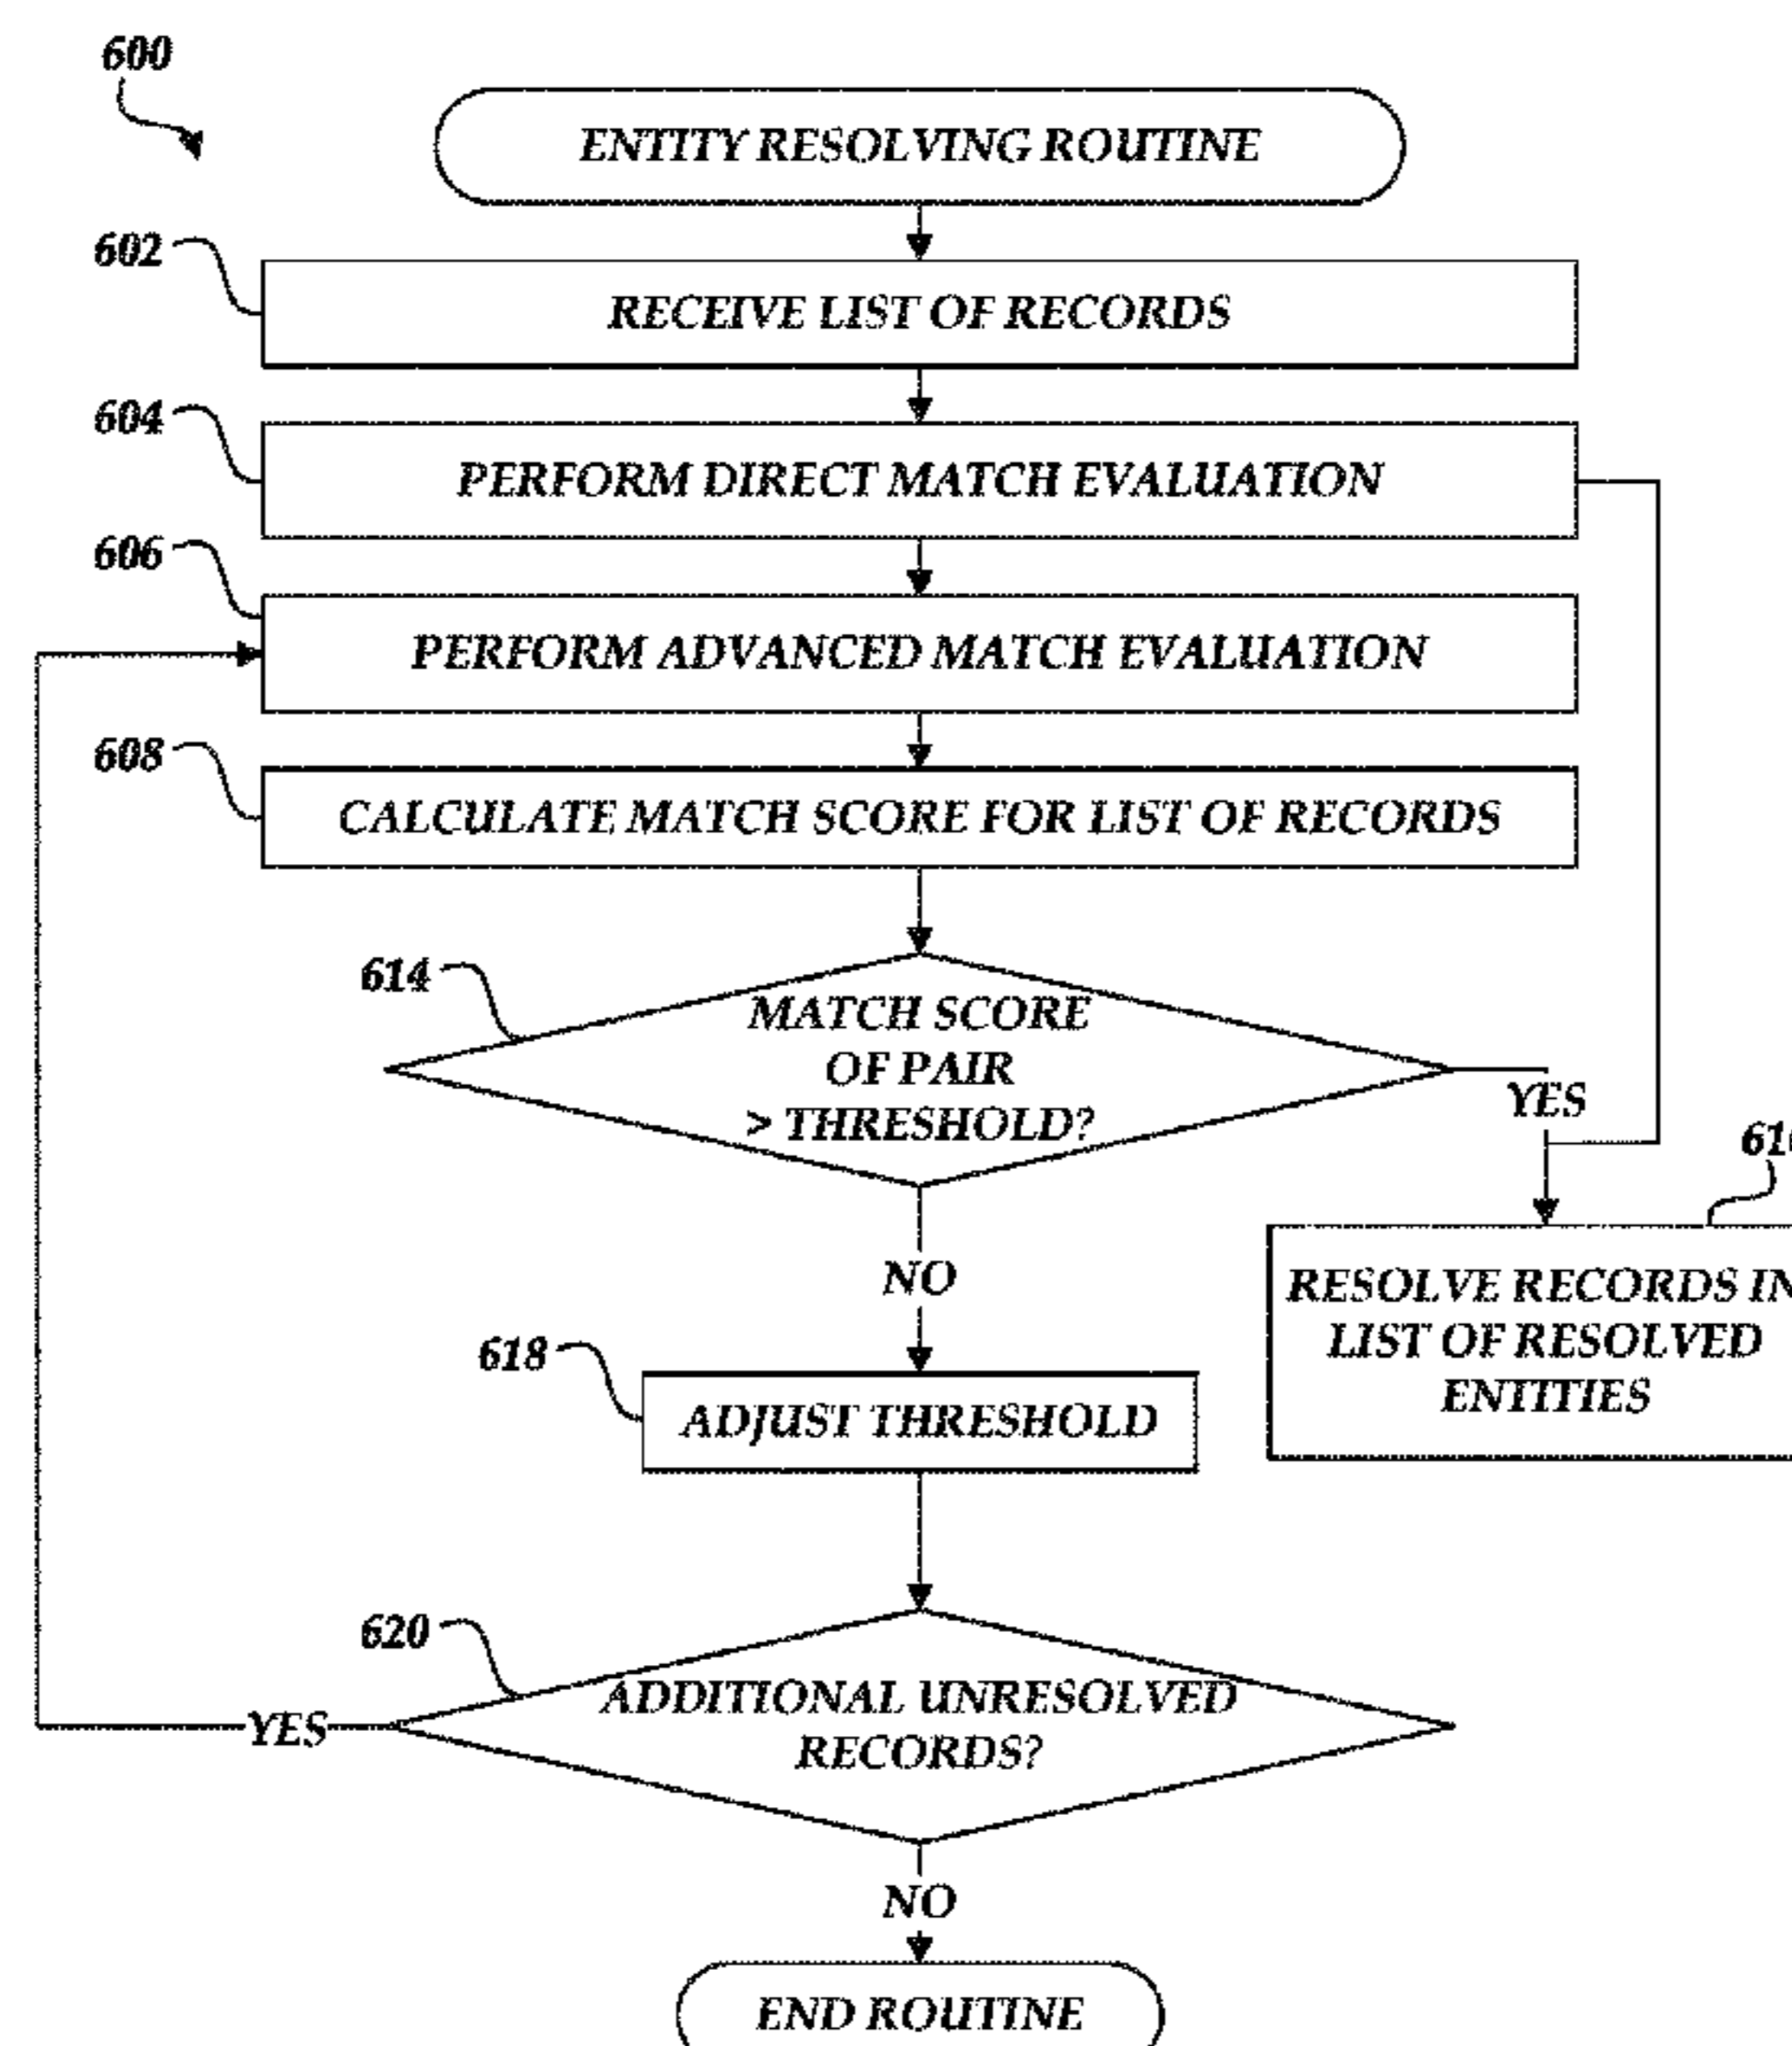 600
ENTITY RESOLVING ROUTINE
602
RECEIVE LIST OF RECORDS
604
PERFORM DIRECT MATCH EVALUATION
606
PERFORM ADVANCED MATCH EVALUATION
608
CALCULATE MATCH SCORE FOR LIST OF RECORDS
614
MATCH SCORE
OF PAIR
> THRESHOLD?
YES
NO
RESOLVE RECORDS IN
LIST OF RESOLVED
ENTITIES
618
ADJUST THRESHOLD
620
ADDITIONAL UNRESOLVED
RECORDS?
YES
NO
END ROUTINE